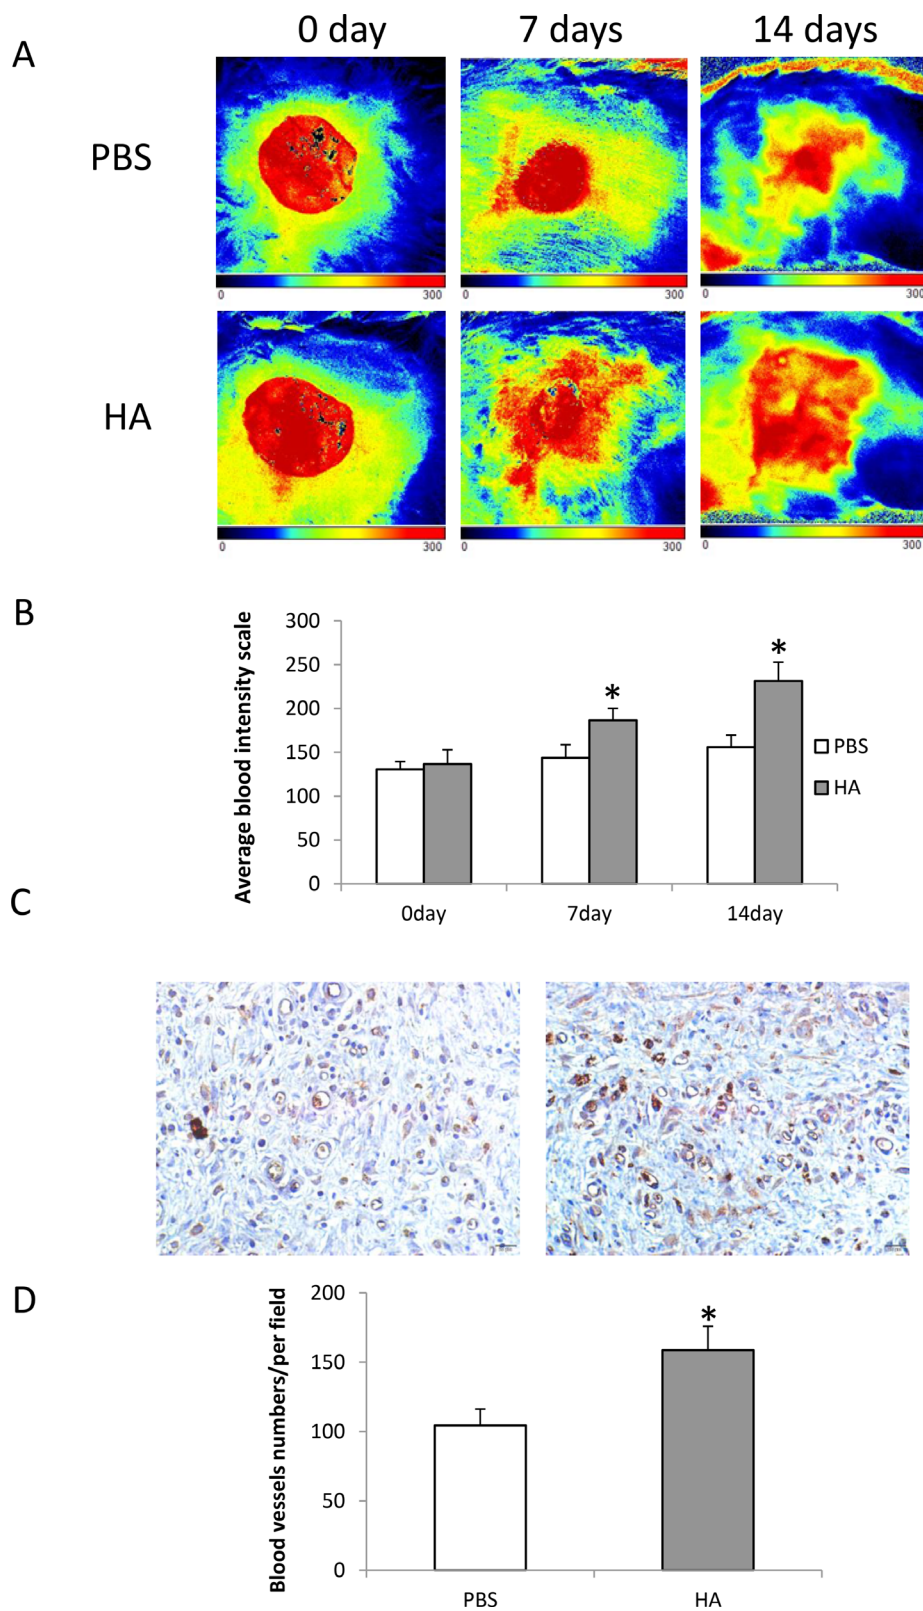 A
0 day 7 days 14 days
PBS
0 300 0 300 0 300
HA
0 300 0 300 0 300
B
Average blood intensity scale
300
250
200
150
100
50
0
* *
PBS
HA
0day 7day 14day
C
D
Blood vessels numbers/per field
200
150
100
50
0
*
PBS HA